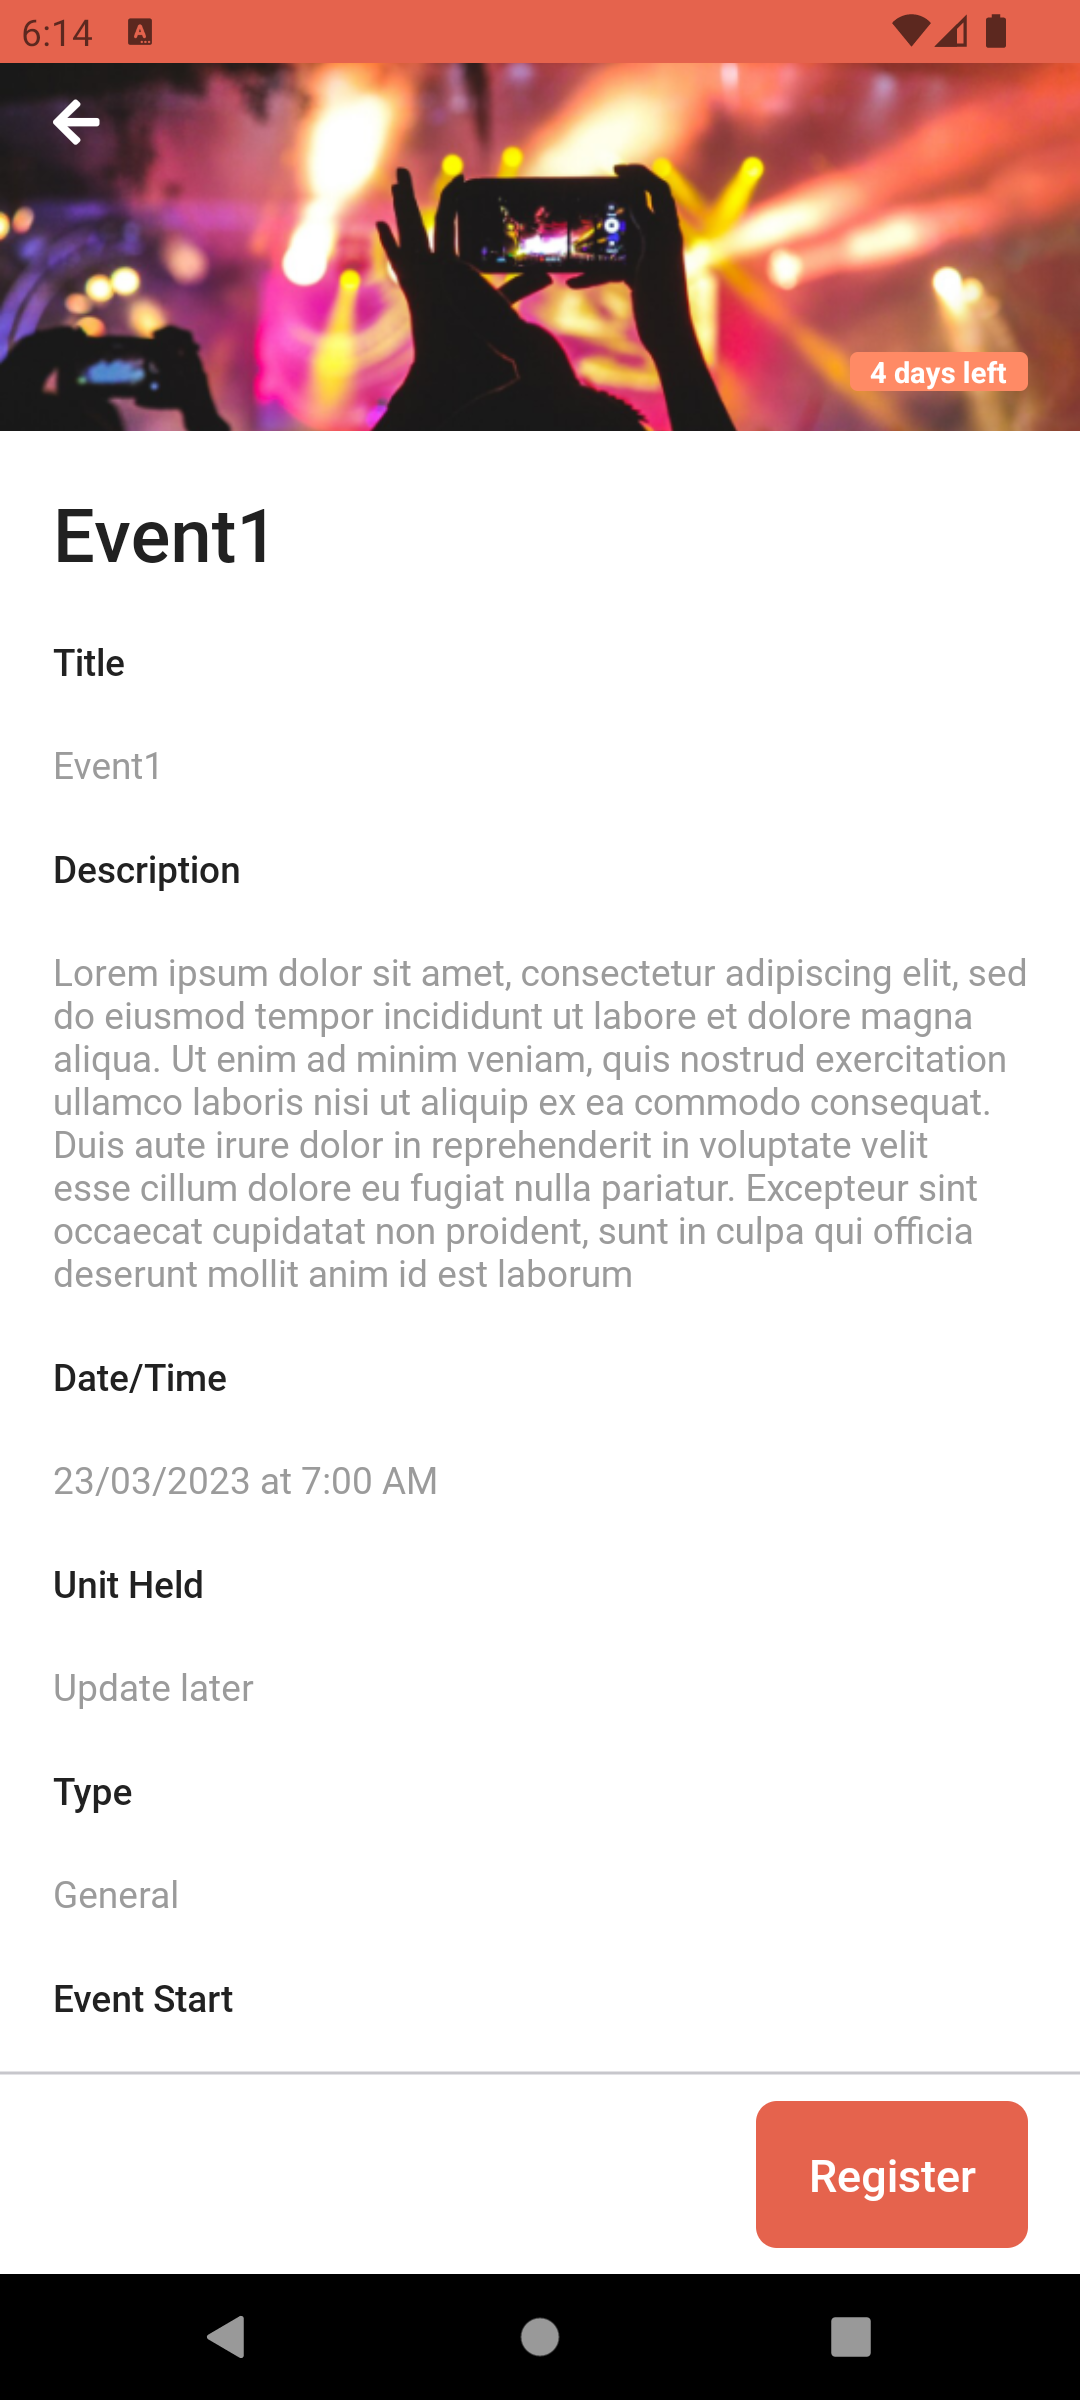 6:14
4 days left
Event1
Title
Event1
Description
Lorem ipsum dolor sit amet, consectetur adipiscing elit, sed
do eiusmod tempor incididunt ut labore et dolore magna
aliqua. Ut enim ad minim veniam, quis nostrud exercitation
ullamco laboris nisi ut aliquip ex ea commodo consequat.
Duis aute irure dolor in reprehenderit in voluptate velit
esse cillum dolore eu fugiat nulla pariatur. Excepteur sint
occaecat cupidatat non proident, sunt in culpa qui officia
deserunt mollit anim id est laborum
Date/Time
23/03/2023 at 7:00 AM
Unit Held
Update later
Type
General
Event Start
Register